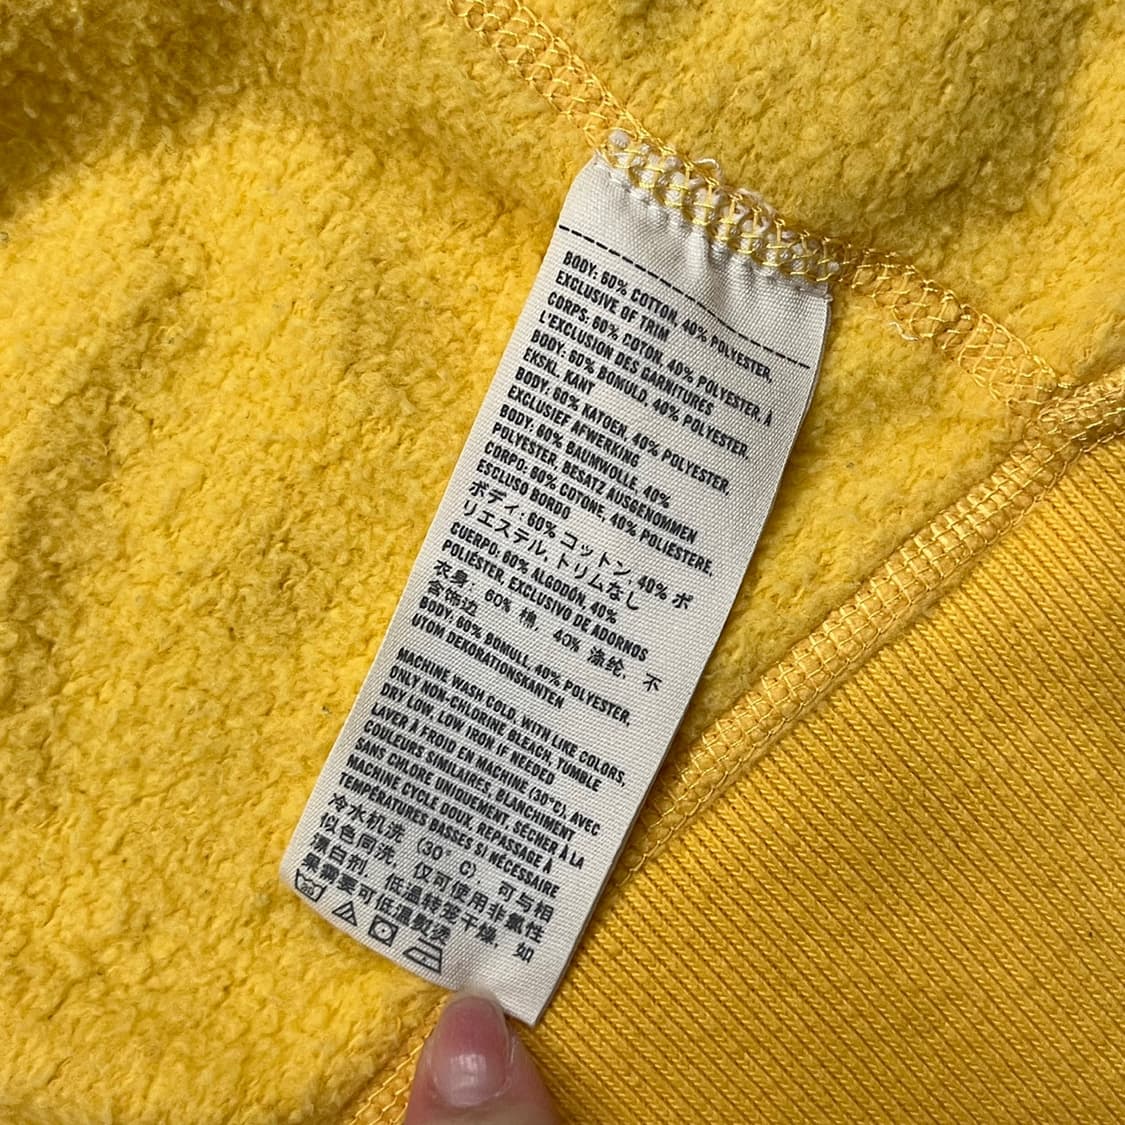 BODY: 60% COTTON, 40% POLYESTER,
EXCLUSIVE OF TRIM
CORPS: 60% COTON, 40% POLYESTER, À
L'EXCLUSION DES GARNITURES
BODY: 60% BOMULD, 40% POLYESTER.
EKSKL. KANT
BODY: 60% KATOEN, 40% POLYESTER.
EXCLUSIEF AFWERKING
BODY: 60% BAUMWOLLE, 40%
POLYESTER, BESATZ AUSGENOMMEN
CORPO: 60% COTONE, 40% POLIESTERE,
ESCLUSO BORDO
ボディ: 60% コットン, 40% ポ
リエステル, トリムなし
CUERPO: 60% ALGODÓN, 40%
POLIÉSTER, EXCLUSIVO DE ADORNOS
衣身: 60% 棉, 40% 涤纶, 不
含饰边
BODY: 60% BOMULL, 40% POLYESTER,
UTOM DEKORATIONSKANTEN
MACHINE WASH COLD, WITH LIKE COLORS,
ONLY NON-CHLORINE BLEACH, TUMBLE
DRY LOW, LOW IRON IF NEEDED
LAVER À FROID EN MACHINE (30°C), AVEC
COULEURS SIMILAIRES, BLANCHIMENT
SANS CHLORE UNIQUEMENT, SÉCHER À LA
MACHINE CYCLE DOUX, REPASSAGE À
TEMPÉRATURES BASSES SI NÉCESSAIRE
冷水机洗 (30°C), 可与相
似色同洗, 仅可使用非氯性
漂白剂, 低温转笼干燥, 如
果需要可低温熨烫